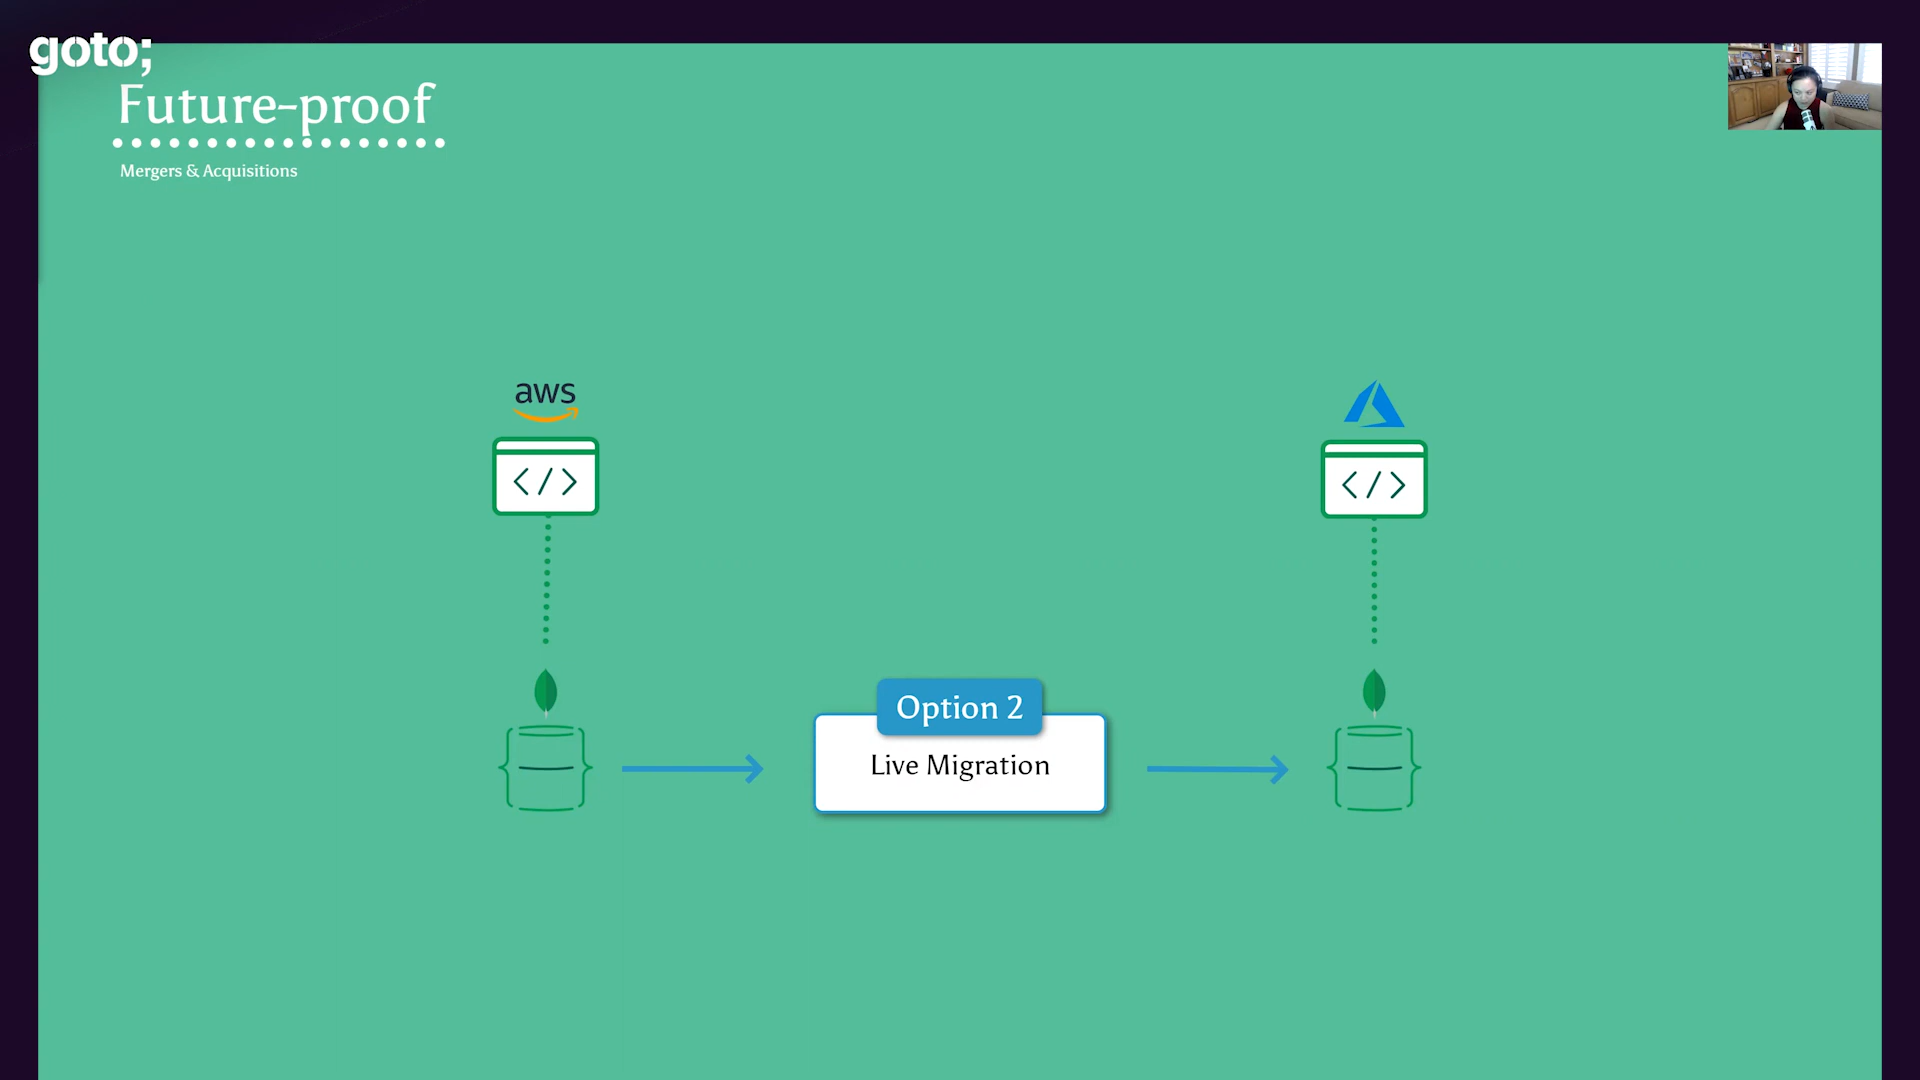 goto;
Future-proof
Mergers & Acquisitions
aws
</>
</>
Option 2
Live Migration